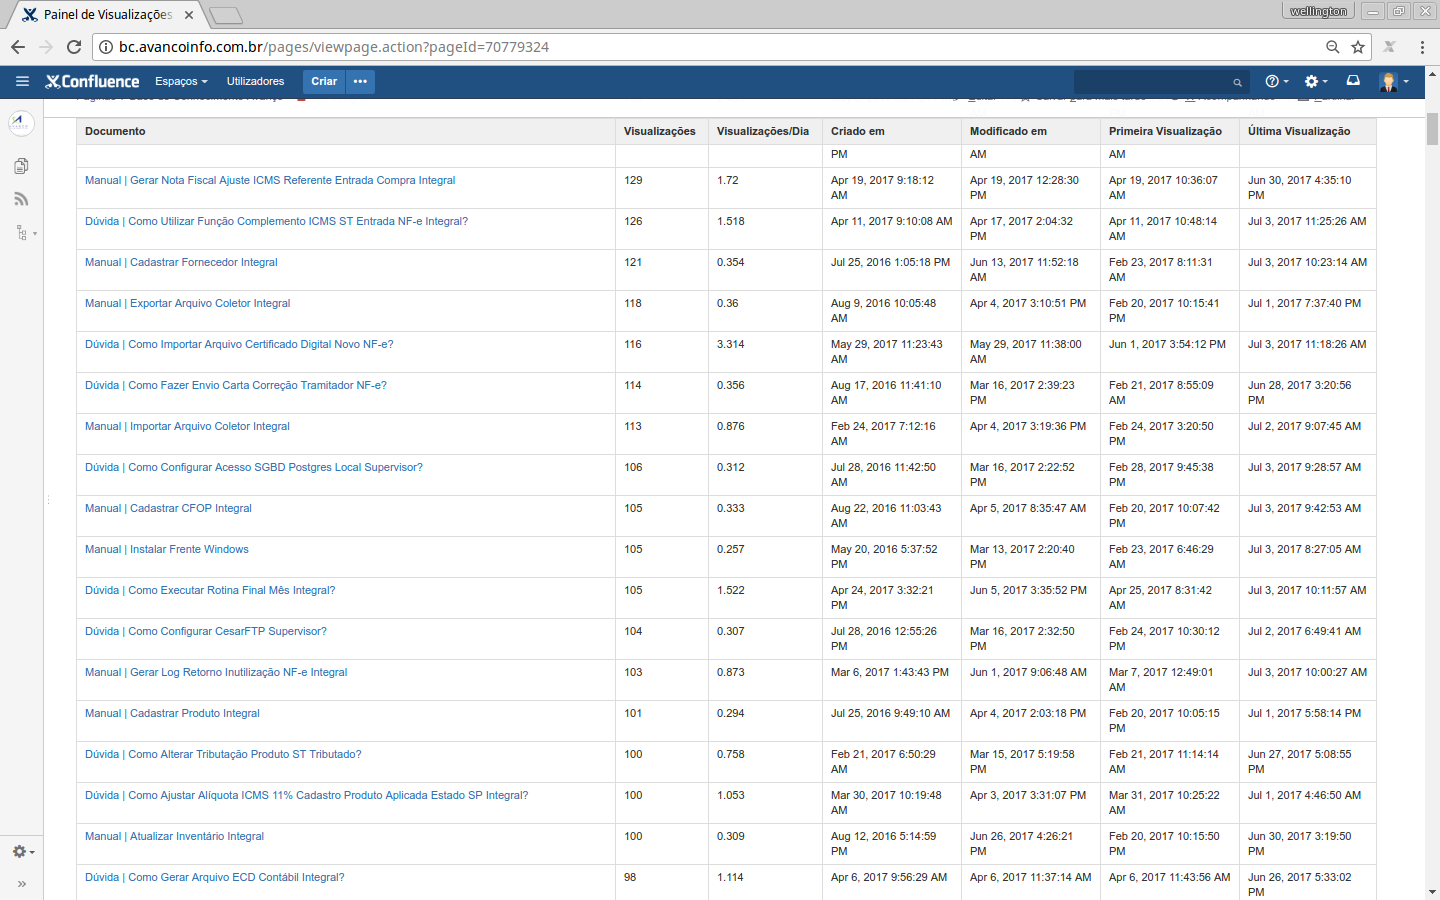 Painel de Visualizações
wellington
bc.avancoinfo.com.br/pages/viewpage.action?pageId=70779324
Confluence Espaços Utilizadores Criar
Documento Visualizações Visualizações/Dia Criado em Modificado em Primeira Visualização Última Visualização
PM AM AM
Manual | Gerar Nota Fiscal Ajuste ICMS Referente Entrada Compra Integral 129 1.72 Apr 19, 2017 9:18:12 Apr 19, 2017 12:28:30 Apr 19, 2017 10:36:07 Jun 30, 2017 4:35:10
AM PM AM PM
Dúvida | Como Utilizar Função Complemento ICMS ST Entrada NF-e Integral? 126 1.518 Apr 11, 2017 9:10:08 AM Apr 17, 2017 2:04:32 Apr 11, 2017 10:48:14 Jul 3, 2017 11:25:26 AM
PM AM
Manual | Cadastrar Fornecedor Integral 121 0.354 Jul 25, 2016 1:05:18 PM Jun 13, 2017 11:52:18 Feb 23, 2017 8:11:31 Jul 3, 2017 10:23:14 AM
AM AM
Manual | Exportar Arquivo Coletor Integral 118 0.36 Aug 9, 2016 10:05:48 Apr 4, 2017 3:10:51 PM Feb 20, 2017 10:15:41 Jul 1, 2017 7:37:40 PM
AM PM
Dúvida | Como Importar Arquivo Certificado Digital Novo NF-e? 116 3.314 May 29, 2017 11:23:43 May 29, 2017 11:38:00 Jun 1, 2017 3:54:12 PM Jul 3, 2017 11:18:26 AM
AM AM
Dúvida | Como Fazer Envio Carta Correção Tramitador NF-e? 114 0.356 Aug 17, 2016 11:41:10 Mar 16, 2017 2:39:23 Feb 21, 2017 8:55:09 Jun 28, 2017 3:20:56
AM PM AM PM
Manual | Importar Arquivo Coletor Integral 113 0.876 Feb 24, 2017 7:12:16 Apr 4, 2017 3:19:36 PM Feb 24, 2017 3:20:50 Jul 2, 2017 9:07:45 AM
AM PM
Dúvida | Como Configurar Acesso SGBD Postgres Local Supervisor? 106 0.312 Jul 28, 2016 11:42:50 Mar 16, 2017 2:22:52 Feb 28, 2017 9:45:38 Jul 3, 2017 9:28:57 AM
AM PM PM
Manual | Cadastrar CFOP Integral 105 0.333 Aug 22, 2016 11:03:43 Apr 5, 2017 8:35:47 AM Feb 20, 2017 10:07:42 Jul 3, 2017 9:42:53 AM
AM PM
Manual | Instalar Frente Windows 105 0.257 May 20, 2016 5:37:52 Mar 13, 2017 2:20:40 Feb 23, 2017 6:46:29 Jul 3, 2017 8:27:05 AM
PM PM AM
Dúvida | Como Executar Rotina Final Mês Integral? 105 1.522 Apr 24, 2017 3:32:21 Jun 5, 2017 3:35:52 PM Apr 25, 2017 8:31:42 Jul 3, 2017 10:11:57 AM
PM AM
Dúvida | Como Configurar CesarFTP Supervisor? 104 0.307 Jul 28, 2016 12:55:26 Mar 16, 2017 2:32:50 Feb 24, 2017 10:30:12 Jul 2, 2017 6:49:41 AM
PM PM PM
Manual | Gerar Log Retorno Inutilização NF-e Integral 103 0.873 Mar 6, 2017 1:43:43 PM Jun 1, 2017 9:06:48 AM Mar 7, 2017 12:49:01 Jul 3, 2017 10:00:27 AM
AM
Manual | Cadastrar Produto Integral 101 0.294 Jul 25, 2016 9:49:10 AM Apr 4, 2017 2:03:18 PM Feb 20, 2017 10:05:15 Jul 1, 2017 5:58:14 PM
PM
Dúvida | Como Alterar Tributação Produto ST Tributado? 100 0.758 Feb 21, 2017 6:50:29 Mar 15, 2017 5:19:58 Feb 21, 2017 11:14:14 Jun 27, 2017 5:08:55
AM PM AM PM
Dúvida | Como Ajustar Alíquota ICMS 11% Cadastro Produto Aplicada Estado SP Integral? 100 1.053 Mar 30, 2017 10:19:48 Apr 3, 2017 3:31:07 PM Mar 31, 2017 10:25:22 Jul 1, 2017 4:46:50 AM
AM AM
Manual | Atualizar Inventário Integral 100 0.309 Aug 12, 2016 5:14:59 Jun 26, 2017 4:26:21 Feb 20, 2017 10:15:50 Jun 30, 2017 3:19:50
PM PM PM PM
Dúvida | Como Gerar Arquivo ECD Contábil Integral? 98 1.114 Apr 6, 2017 9:56:29 AM Apr 6, 2017 11:37:14 AM Apr 6, 2017 11:43:56 AM Jun 26, 2017 5:33:02
PM